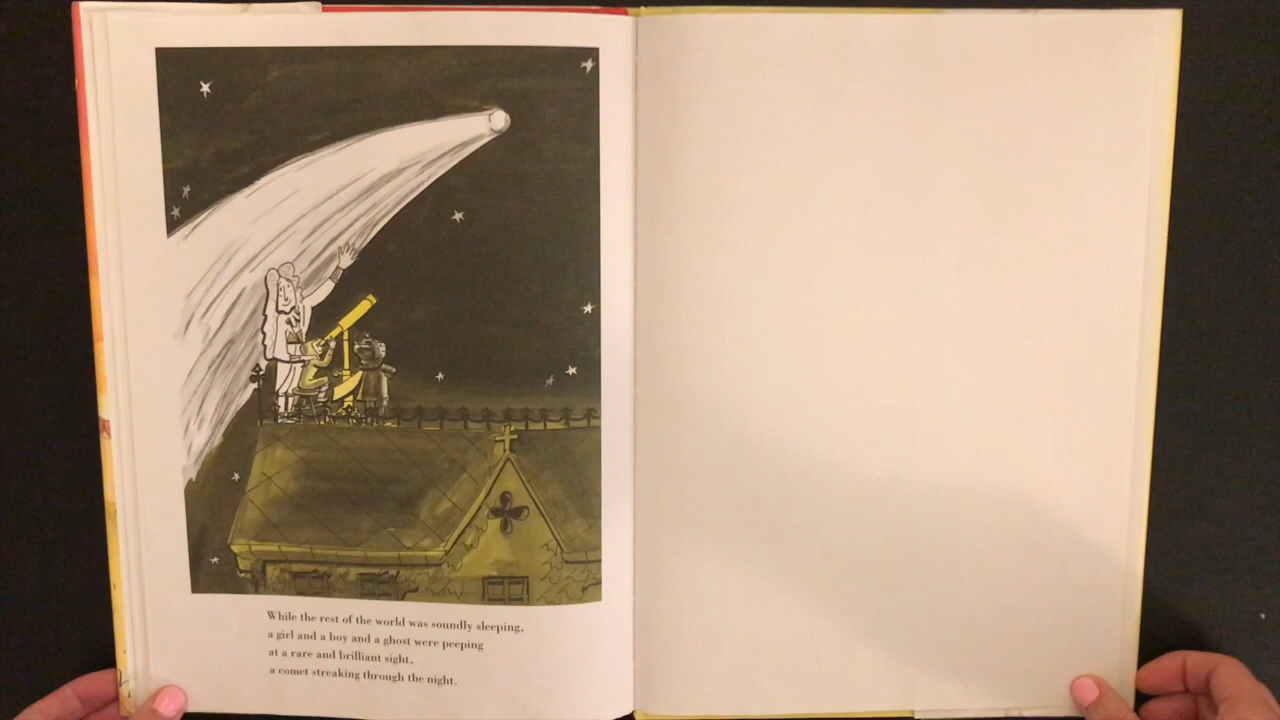 While the rest of the world was soundly sleeping,
a girl and a boy and a ghost were peeping
at a rare and brilliant sight,
a comet streaking through the night.